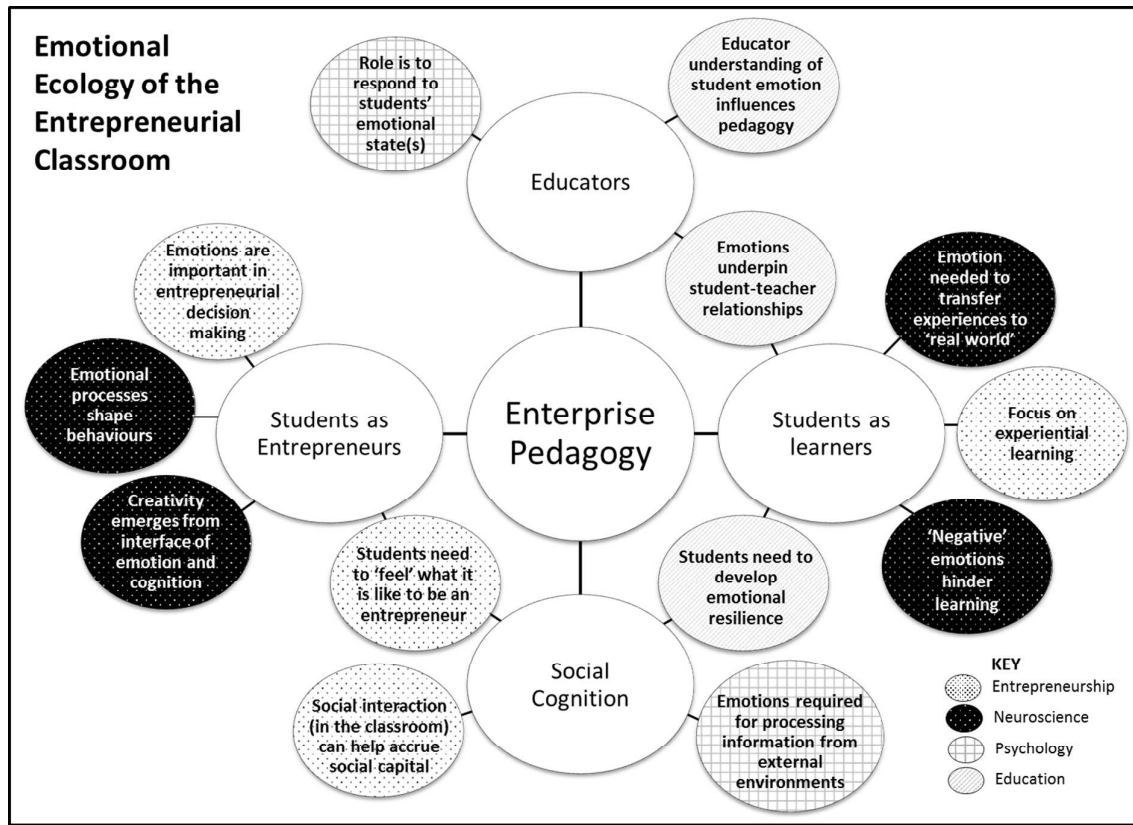 Emotional
Ecology of the
Entrepreneurial
Classroom
Role is to
respond to
students'
emotional
state(s)
Educator
understanding of
student emotion
influences
pedagogy
Educators
Emotions are
important in
entrepreneurial
decision
making
Emotions
underpin
student-teacher
relationships
Emotion
needed to
transfer
experiences to
'real world'
Emotional
processes
shape
behaviours
Students as
Entrepreneurs
Enterprise
Pedagogy
Students as
learners
Focus on
experiential
learning
Creativity
emerges from
interface of
emotion and
cognition
Students need
to 'feel' what it
is like to be an
entrepreneur
Students need to
develop
emotional
resilience
'Negative'
emotions
hinder
learning
Social
Cognition
Social interaction
(in the classroom)
can help accrue
social capital
Emotions required
for processing
information from
external
environments
KEY
Entrepreneurship
Neuroscience
Psychology
Education